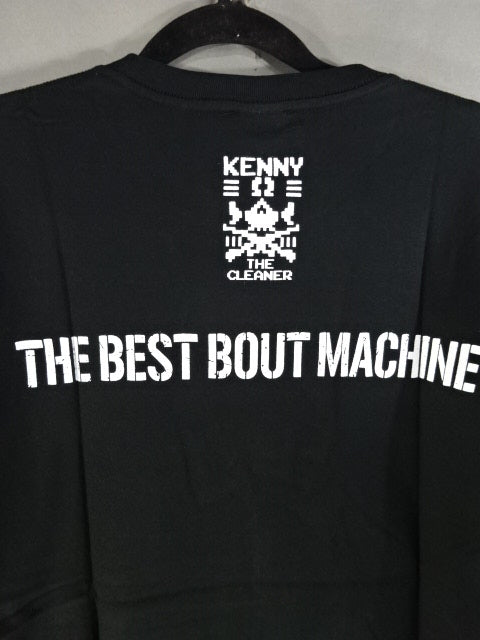 KENNY
Ω
THE
CLEANER
THE BEST BOUT MACHINE